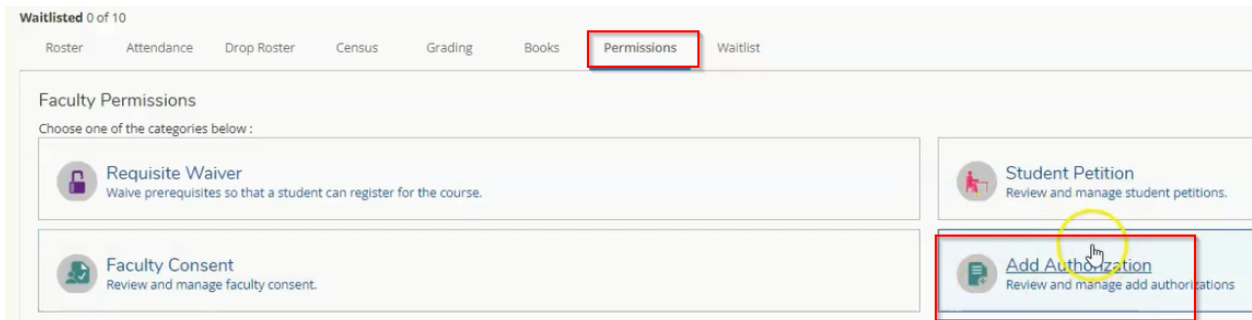 Waitlisted 0 of 10
Roster Attendance Drop Roster Census Grading Books Permissions Waitlist
Faculty Permissions
Choose one of the categories below :
Requisite Waiver
Waive prerequisites so that a student can register for the course.
Student Petition
Review and manage student petitions.
Faculty Consent
Review and manage faculty consent.
Add Authorization
Review and manage add authorizations